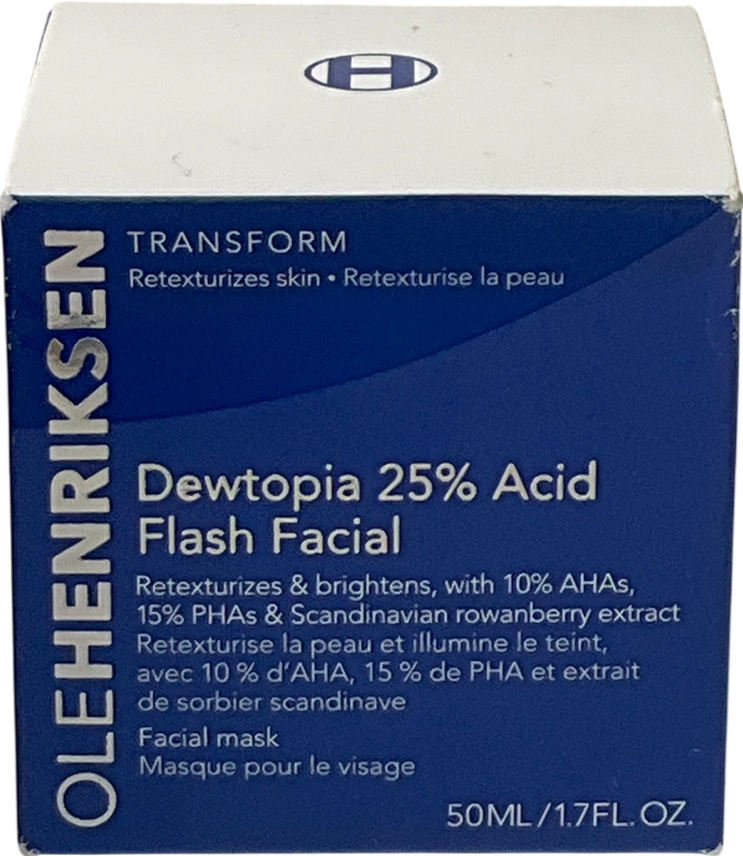 H
OLEHENRIKSEN
TRANSFORM
Retexturizes skin • Retexturise la peau
Dewtopia 25% Acid
Flash Facial
Retexturizes & brightens, with 10% AHAs,
15% PHAs & Scandinavian rowanberry extract
Retexturise la peau et illumine le teint,
avec 10 % d'AHA, 15 % de PHA et extrait
de sorbier scandinave
Facial mask
Masque pour le visage
50ML/1.7FL. OZ.